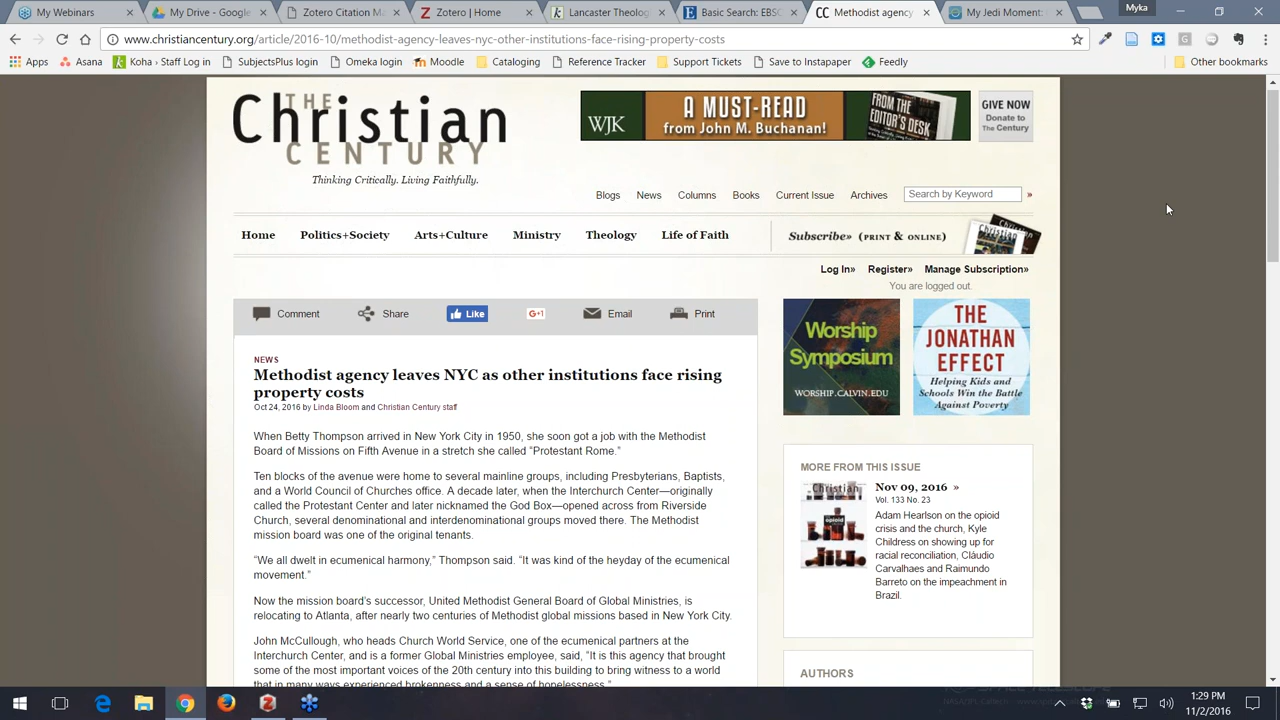 My Webinars
My Drive - Google
Zotero Citation Ma
Zotero | Home
Lancaster Theologi
Basic Search: EBSC
Methodist agency
My Jedi Moment:
Myka
www.christiancentury.org/article/2016-10/methodist-agency-leaves-nyc-other-institutions-face-rising-property-costs
Apps Asana Koha › Staff Log in SubjectsPlus login Omeka login Moodle Cataloging Reference Tracker Support Tickets Save to Instapaper Feedly Other bookmarks
THE
Christian
CENTURY
Thinking Critically. Living Faithfully.
WJK
A MUST-READ
from John M. Buchanan!
FROM THE
EDITOR'S
DESK
GIVE NOW
Donate to
The Century
Blogs News Columns Books Current Issue Archives Search by Keyword »
Home Politics+Society Arts+Culture Ministry Theology Life of Faith
Subscribe» (PRINT & ONLINE)
Log In» Register» Manage Subscription»
You are logged out.
Comment Share Like G+1 Email Print
NEWS
Methodist agency leaves NYC as other institutions face rising
property costs
Oct 24, 2016 by Linda Bloom and Christian Century staff
When Betty Thompson arrived in New York City in 1950, she soon got a job with the Methodist
Board of Missions on Fifth Avenue in a stretch she called “Protestant Rome.”
Ten blocks of the avenue were home to several mainline groups, including Presbyterians, Baptists,
and a World Council of Churches office. A decade later, when the Interchurch Center—originally
called the Protestant Center and later nicknamed the God Box—opened across from Riverside
Church, several denominational and interdenominational groups moved there. The Methodist
mission board was one of the original tenants.
“We all dwelt in ecumenical harmony,” Thompson said. “It was kind of the heyday of the ecumenical
movement.”
Now the mission board’s successor, United Methodist General Board of Global Ministries, is
relocating to Atlanta, after nearly two centuries of Methodist global missions based in New York City.
John McCullough, who heads Church World Service, one of the ecumenical partners at the
Interchurch Center, and is a former Global Ministries employee, said, “It is this agency that brought
some of the most important voices of the 20th century into this building to bring witness to a world
that in many ways experienced brokenness and a sense of hopelessness.”
Worship
Symposium
WORSHIP.CALVIN.EDU
THE
JONATHAN
EFFECT
Helping Kids and
Schools Win the Battle
Against Poverty
MORE FROM THIS ISSUE
Christian
opioid
Nov 09, 2016 »
Vol. 133 No. 23
Adam Hearlson on the opioid
crisis and the church, Kyle
Childress on showing up for
racial reconciliation, Cláudio
Carvalhaes and Raimundo
Barreto on the impeachment in
Brazil.
AUTHORS
1:29 PM
11/2/2016